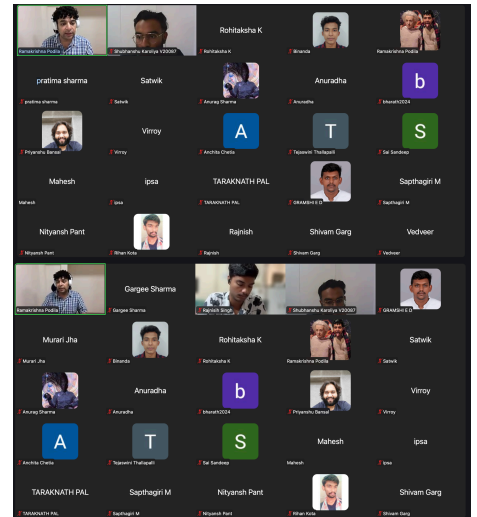 Rohitaksha K
Ramakrishna Podila
Shubhanshu Karoliya V20087
Rohitaksha K
Binanda
Ramakrishna Podila
pratima sharma
Satwik
Anuradha
b
pratima sharma
Satwik
Anurag Sharma
Anuradha
bharath2024
Virroy
A
T
S
Priyanshu Bansal
Virroy
Anchita Chetia
Tejaswini Thallapalli
Sai Sandeep
Mahesh
ipsa
TARAKNATH PAL
Sapthagiri M
Mahesh
ipsa
TARAKNATH PAL
GRAMSHI E D
Sapthagiri M
Nityansh Pant
Rajnish
Shivam Garg
Vedveer
Nityansh Pant
Rihan Kota
Rajnish
Shivam Garg
Vedveer
Gargee Sharma
Ramakrishna Podila
Gargee Sharma
Rajnish Singh
Shubhanshu Karoliya V20087
GRAMSHI E D
Murari Jha
Rohitaksha K
Satwik
Murari Jha
Binanda
Rohitaksha K
Ramakrishna Podila
Satwik
Anuradha
b
Virroy
Anurag Sharma
Anuradha
bharath2024
Priyanshu Bansal
Virroy
A
T
S
Mahesh
ipsa
Anchita Chetia
Tejaswini Thallapalli
Sai Sandeep
Mahesh
ipsa
TARAKNATH PAL
Sapthagiri M
Nityansh Pant
Shivam Garg
TARAKNATH PAL
Sapthagiri M
Nityansh Pant
Rihan Kota
Shivam Garg